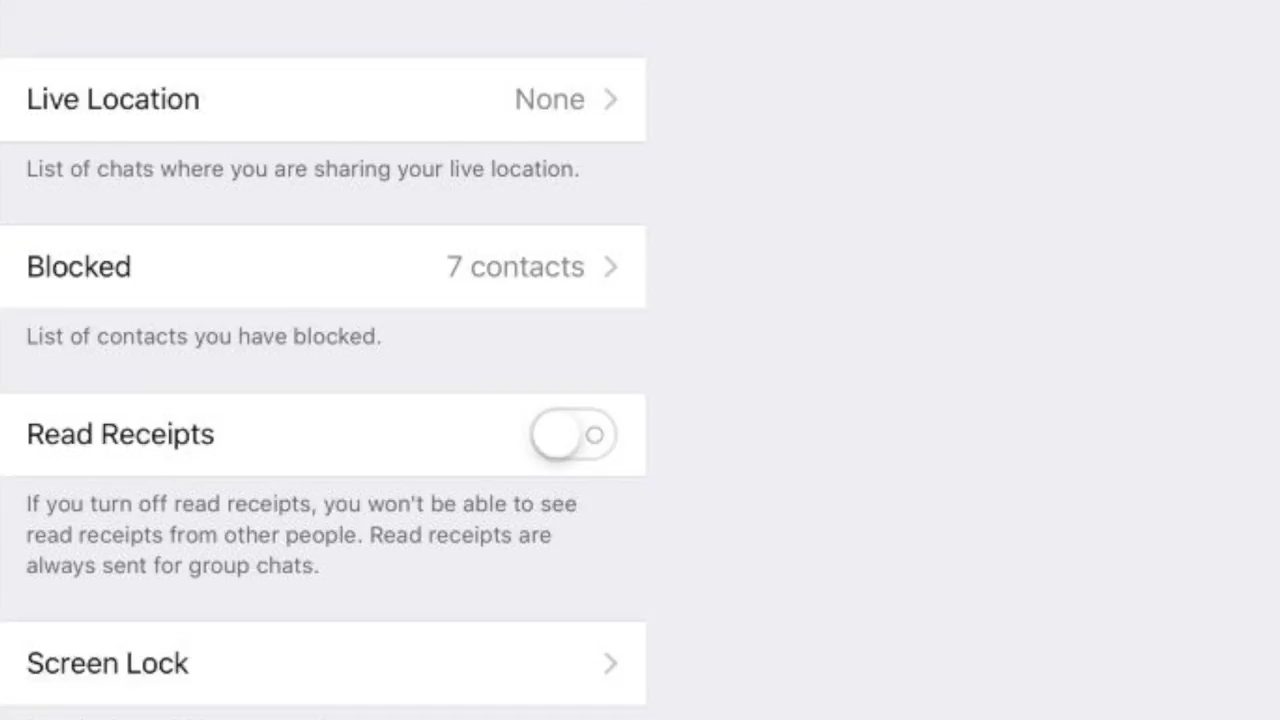 Live Location None
List of chats where you are sharing your live location.
Blocked 7 contacts
List of contacts you have blocked.
Read Receipts
If you turn off read receipts, you won't be able to see
read receipts from other people. Read receipts are
always sent for group chats.
Screen Lock